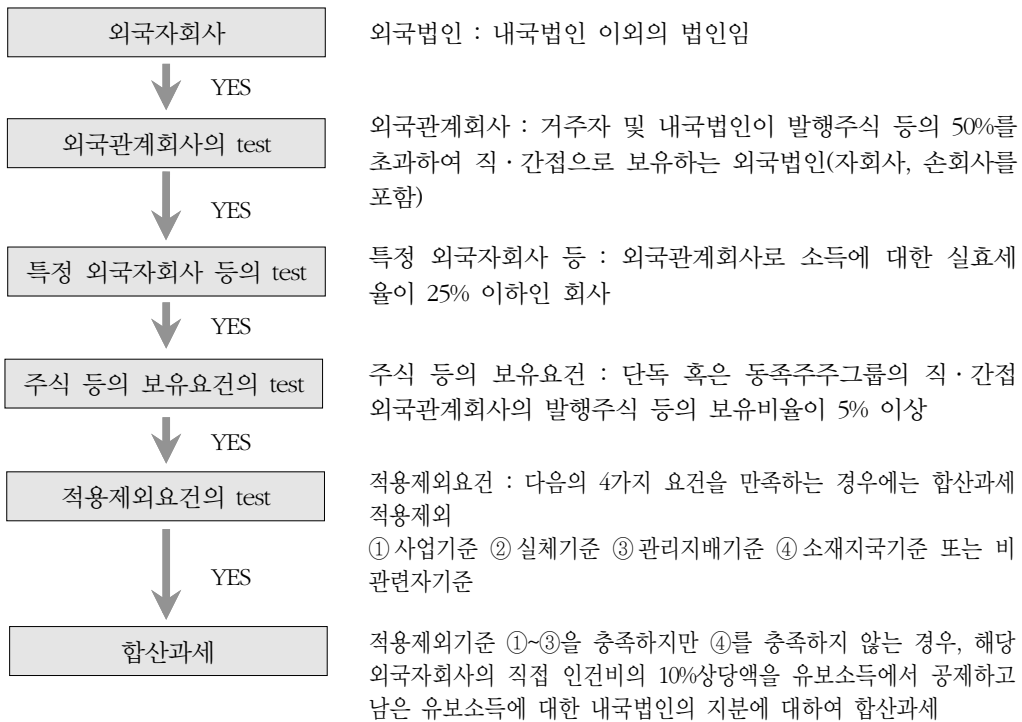 외국자회사
외국법인 : 내국법인 이외의 법인임
YES
외국관계회사의 test
외국관계회사 : 거주자 및 내국법인이 발행주식 등의 50%를
초과하여 직 · 간접으로 보유하는 외국법인(자회사, 손회사를
포함)
YES
특정 외국자회사 등의 test
특정 외국자회사 등 : 외국관계회사로 소득에 대한 실효세
율이 25% 이하인 회사
YES
주식 등의 보유요건의 test
주식 등의 보유요건 : 단독 혹은 동족주주그룹의 직 · 간접
외국관계회사의 발행주식 등의 보유비율이 5% 이상
YES
적용제외요건의 test
적용제외요건 : 다음의 4가지 요건을 만족하는 경우에는 합산과세
적용제외
① 사업기준 ② 실체기준 ③ 관리지배기준 ④ 소재지국기준 또는 비
관련자기준
YES
합산과세
적용제외기준 ①~③을 충족하지만 ④를 충족하지 않는 경우, 해당
외국자회사의 직접 인건비의 10%상당액을 유보소득에서 공제하고
남은 유보소득에 대한 내국법인의 지분에 대하여 합산과세